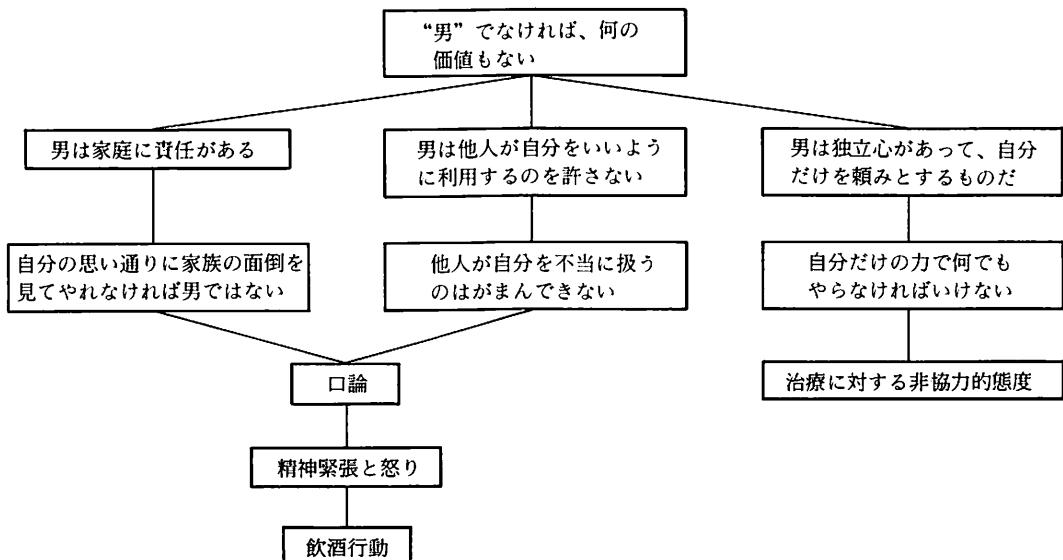 “男”でなければ、何の
価値もない
男は家庭に責任がある
男は他人が自分をいいよう
に利用するのを許さない
男は独立心があって、自分
だけを頼みとするものだ
自分の思い通りに家族の面倒を
見てやれなければ男ではない
他人が自分を不当に扱う
のはがまんできない
自分だけの力で何でも
やらなければいけない
口論
治療に対する非協力的態度
精神緊張と怒り
飲酒行動